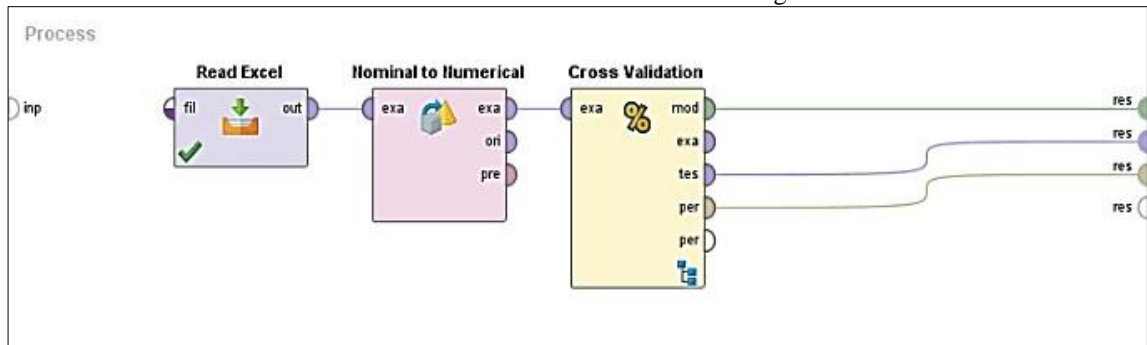 Process
Read Excel
Nominal to Numerical
Cross Validation
inp
fil
out
exa
exa
ori
pre
exa
%
mod
exa
tes
per
per
res
res
res
res